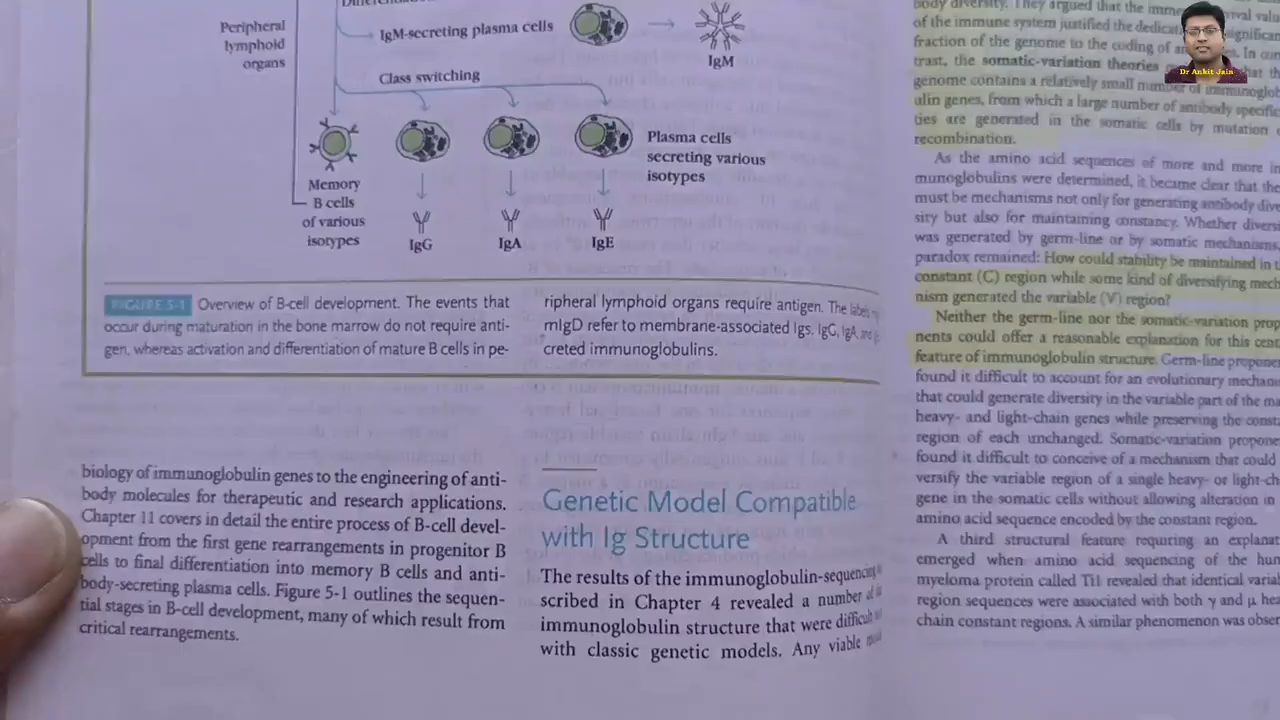 Peripheral
lymphoid
organs
IgM-secreting plasma cells
IgM
Class switching
Plasma cells
secreting various
isotypes
Memory
B cells
of various
isotypes
IgG
IgA
IgE
FIGURE 5-1 Overview of B-cell development. The events that
occur during maturation in the bone marrow do not require anti-
gen, whereas activation and differentiation of mature B cells in pe-
ripheral lymphoid organs require antigen. The labels
mIgD refer to membrane-associated Igs. IgG, IgA, and
creted immunoglobulins.
biology of immunoglobulin genes to the engineering of anti-
body molecules for therapeutic and research applications.
Chapter 11 covers in detail the entire process of B-cell devel-
opment from the first gene rearrangements in progenitor B
cells to final differentiation into memory B cells and anti-
body-secreting plasma cells. Figure 5-1 outlines the sequen-
tial stages in B-cell development, many of which result from
critical rearrangements.
Genetic Model Compatible
with Ig Structure
The results of the immunoglobulin-sequencing
scribed in Chapter 4 revealed a number of
immunoglobulin structure that were difficult
with classic genetic models. Any viable
body diversity. They argued that the
of the immune system justified the
fraction of the genome to the coding of
trast, the somatic-variation theories
genome contains a relatively small number of
ulin genes, from which a large number of antibody
ties are generated in the somatic cells by mutation
recombination.
As the amino acid sequences of more and more
munoglobulins were determined, it became clear that
must be mechanisms not only for generating antibody
sity but also for maintaining constancy. Whether
was generated by germ-line or by somatic mechanisms,
paradox remained: How could stability be maintained in
constant (C) region while some kind of diversifying
nism generated the variable (V) region?
Neither the germ-line nor the somatic-variation
nents could offer a reasonable explanation for this
feature of immunoglobulin structure. Germ-line
found it difficult to account for an evolutionary
that could generate diversity in the variable part of the
heavy- and light-chain genes while preserving the
region of each unchanged. Somatic-variation
found it difficult to conceive of a mechanism that could
versify the variable region of a single heavy- or
gene in the somatic cells without allowing alteration in
amino acid sequence encoded by the constant region.
A third structural feature requiring an
emerged when amino acid sequencing of the
myeloma protein called Ti1 revealed that identical
region sequences were associated with both γ and μ
chain constant regions. A similar phenomenon was
Dr Ankit Jain